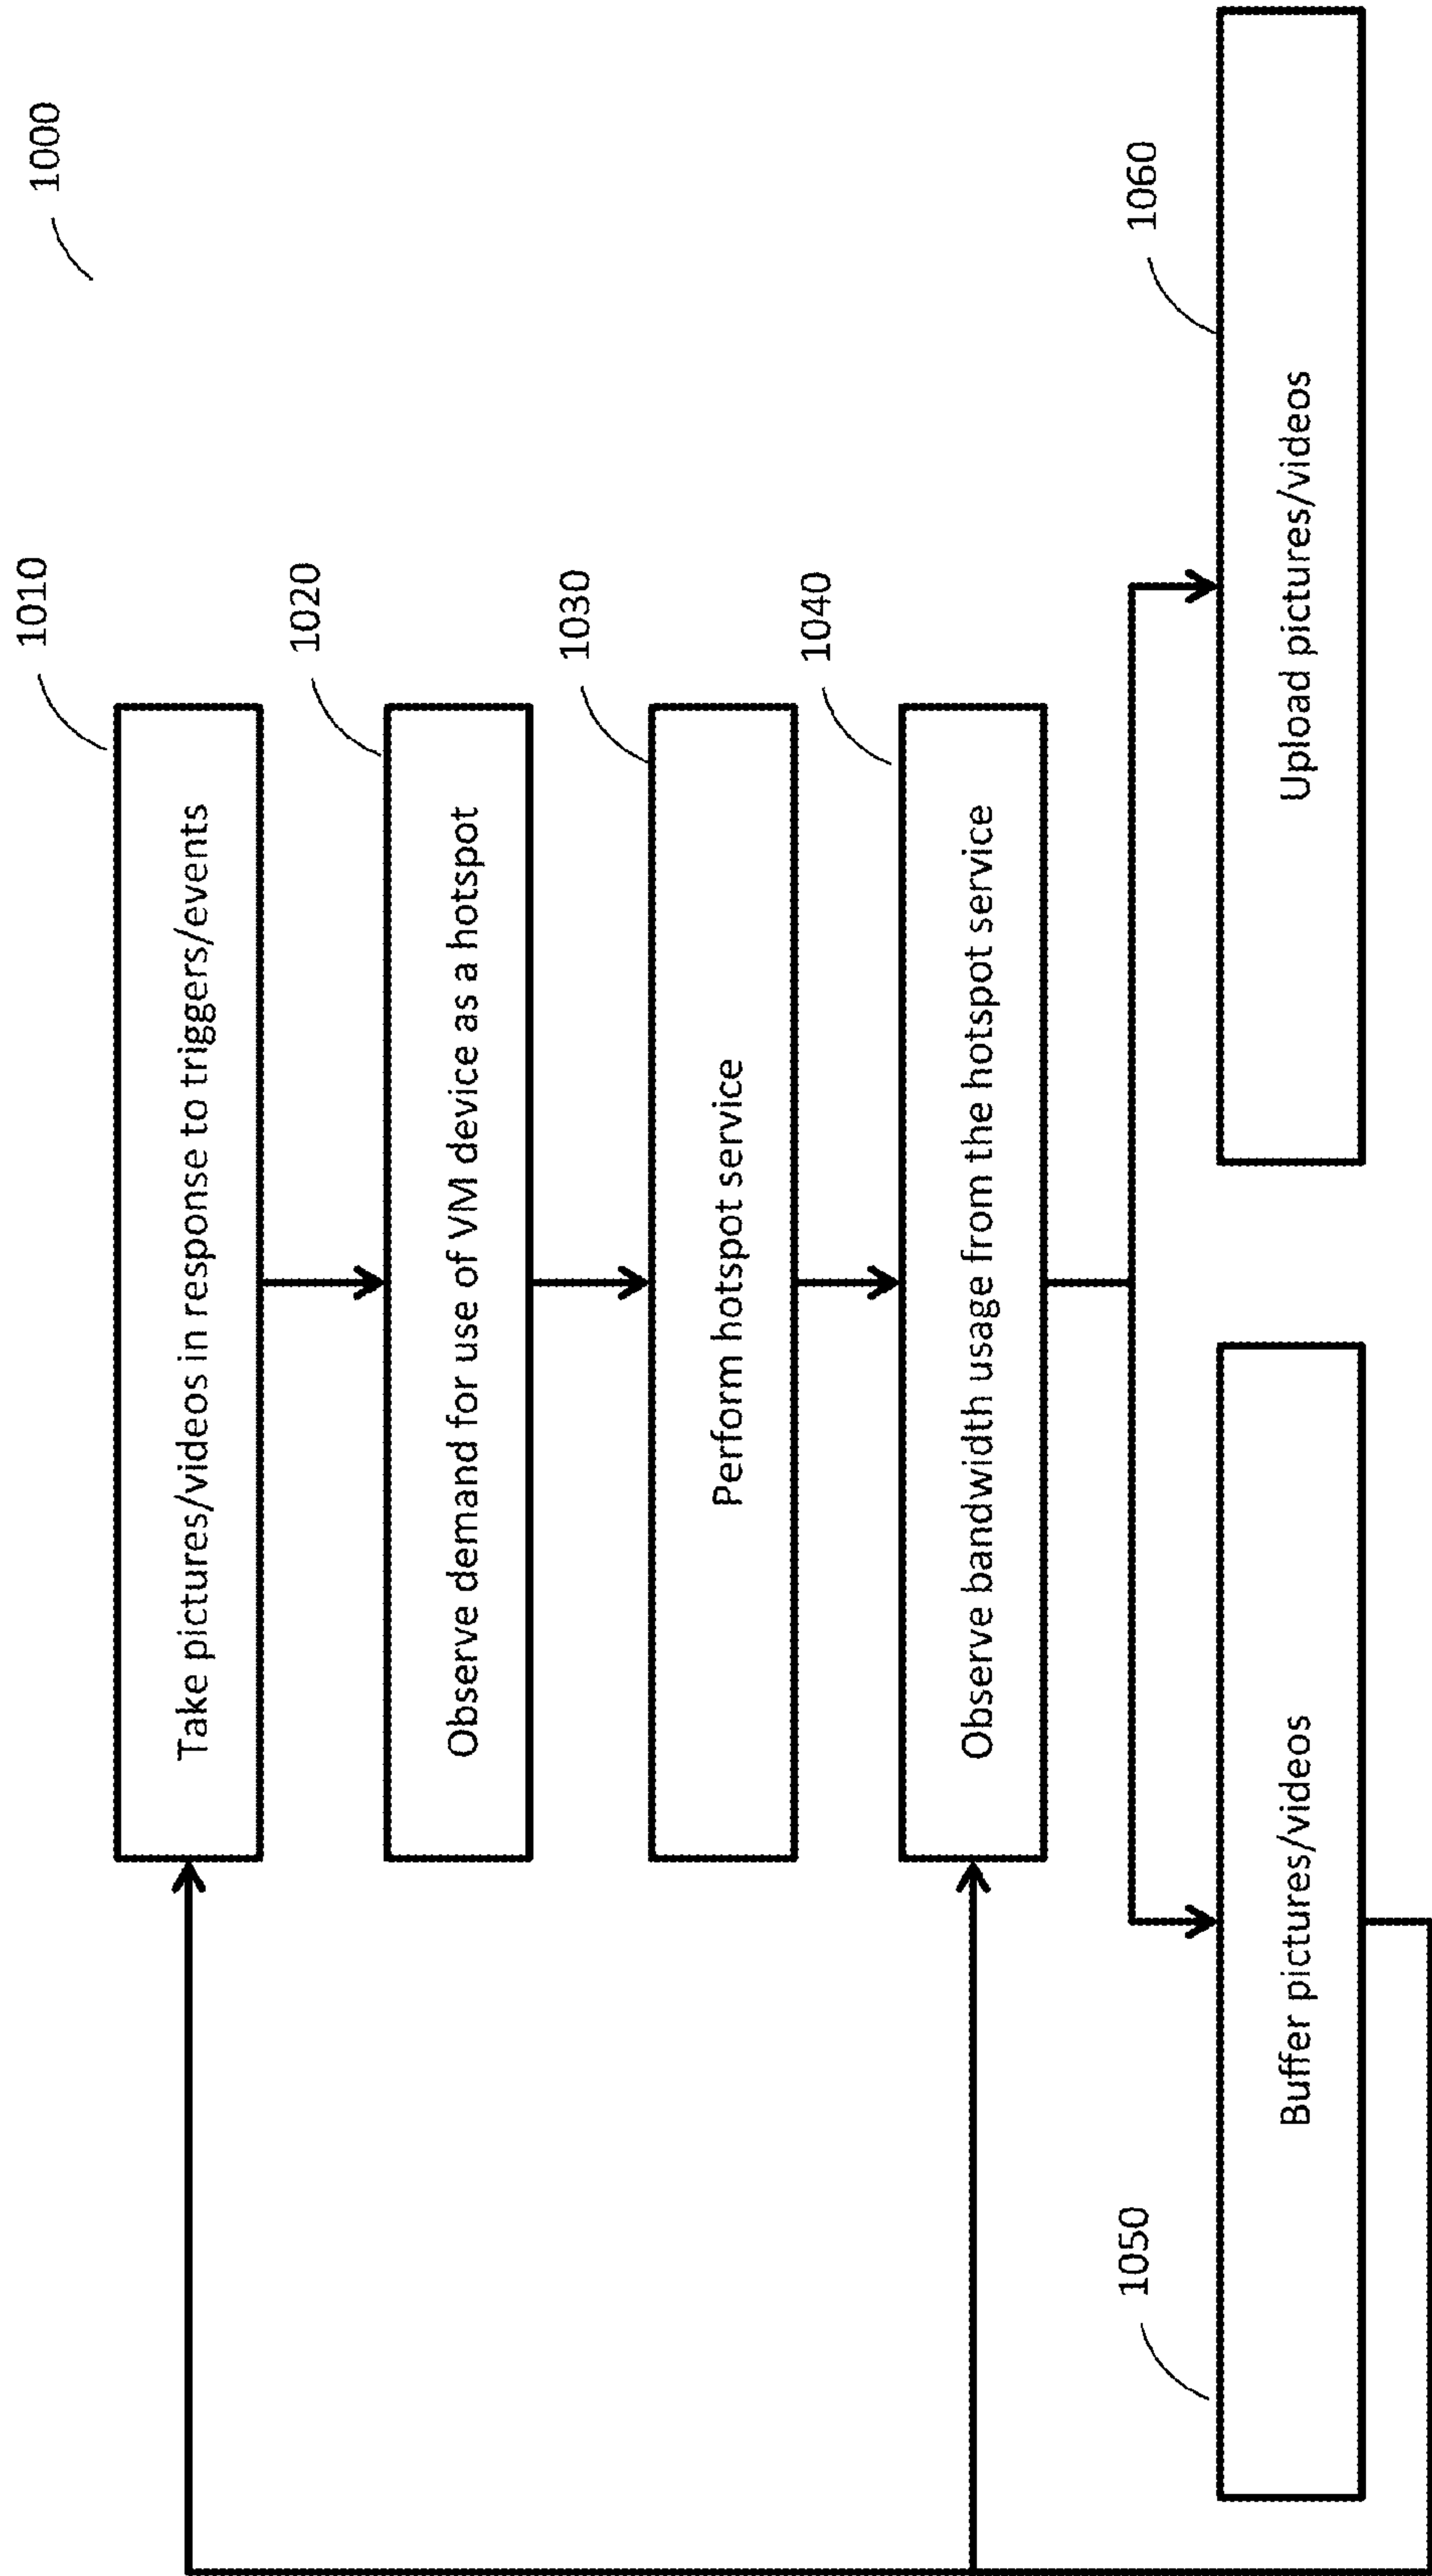 1000
1010
Take pictures/videos in response to triggers/events
1020
Observe demand for use of VM device as a hotspot
1030
Perform hotspot service
1040
Observe bandwidth usage from the hotspot service
1050
Buffer pictures/videos
1060
Upload pictures/videos